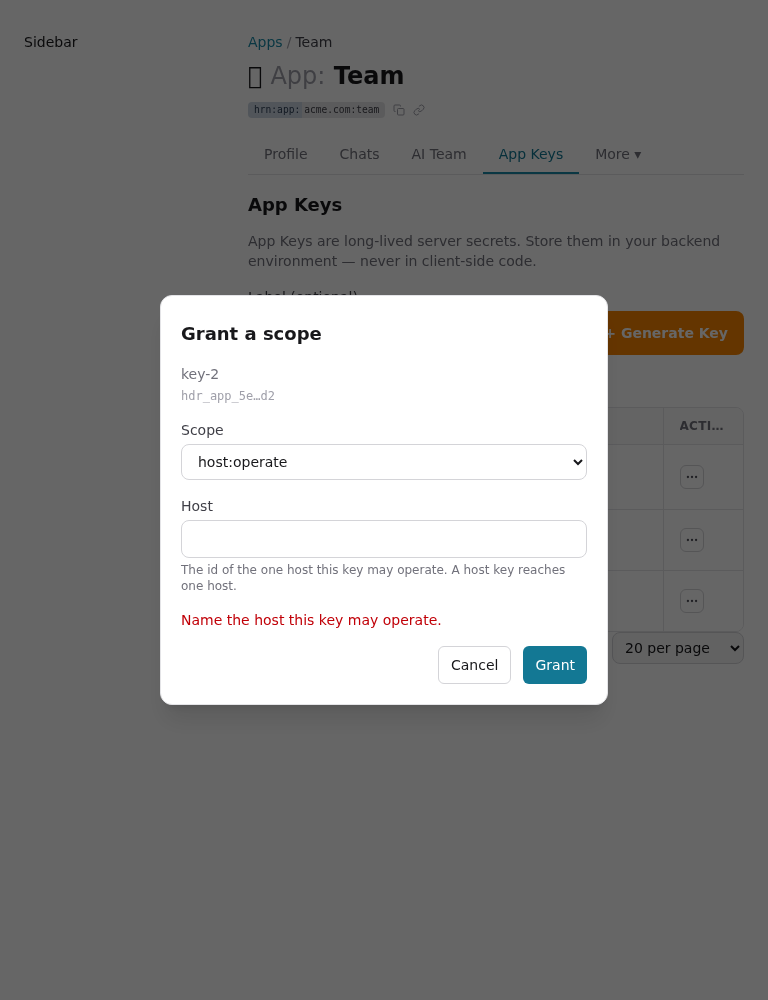 Sidebar
Apps / Team
App: Team
hrn:app: acme.com:team
Profile
Chats
AI Team
App Keys
More ▾
App Keys
App Keys are long-lived server secrets. Store them in your backend
environment — never in client-side code.
Label (optional)
+ Generate Key
ACTI…
20 per page
Grant a scope
key-2
hdr_app_5e…d2
Scope
host:operate
Host
The id of the one host this key may operate. A host key reaches
one host.
Name the host this key may operate.
Cancel
Grant